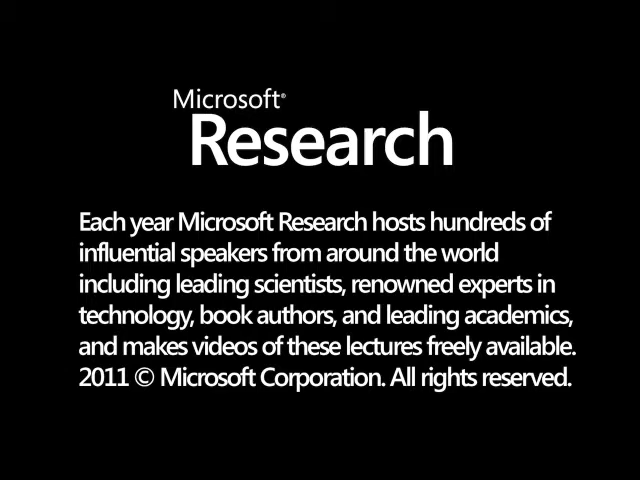 Microsoft®
Research
Each year Microsoft Research hosts hundreds of
influential speakers from around the world
including leading scientists, renowned experts in
technology, book authors, and leading academics,
and makes videos of these lectures freely available.
2011 © Microsoft Corporation. All rights reserved.